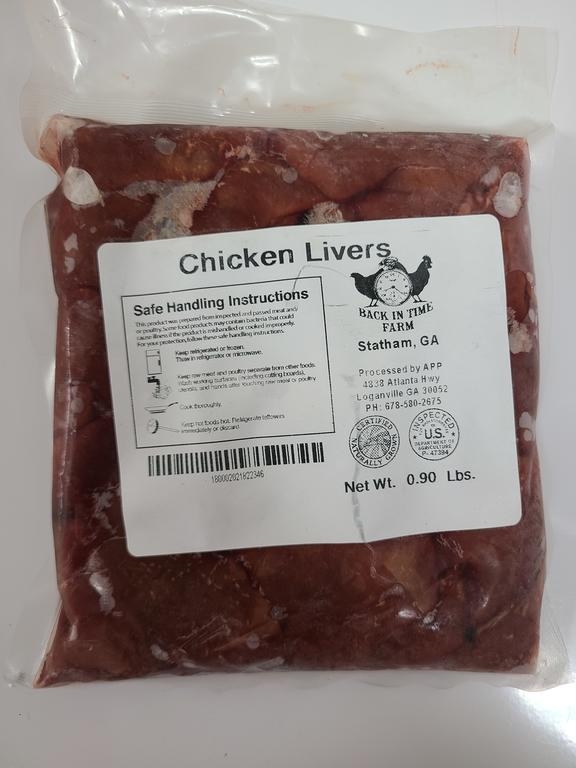 Chicken Livers
Safe Handling Instructions
This product was prepared from inspected and passed meat and/
or poultry. Some food products may contain bacteria that could
cause illness if the product is mishandled or cooked improperly.
For your protection, follow these safe handling instructions.
Keep refrigerated or frozen.
Thaw in refrigerator or microwave.
Keep raw meat and poultry separate from other foods.
Wash working surfaces (including cutting boards),
utensils, and hands after touching raw meat or poultry.
Cook thoroughly.
Keep hot foods hot. Refrigerate leftovers
immediately or discard.
180002021822346
BACK IN TIME
FARM
Statham, GA
Processed by APP
4838 Atlanta Hwy
Loganville GA 30052
PH: 678-580-2675
CERTIFIED
NATURALLY GROWN
INSPECTED
U.S.
DEPARTMENT OF
AGRICULTURE
P-47394
Net Wt. 0.90 Lbs.